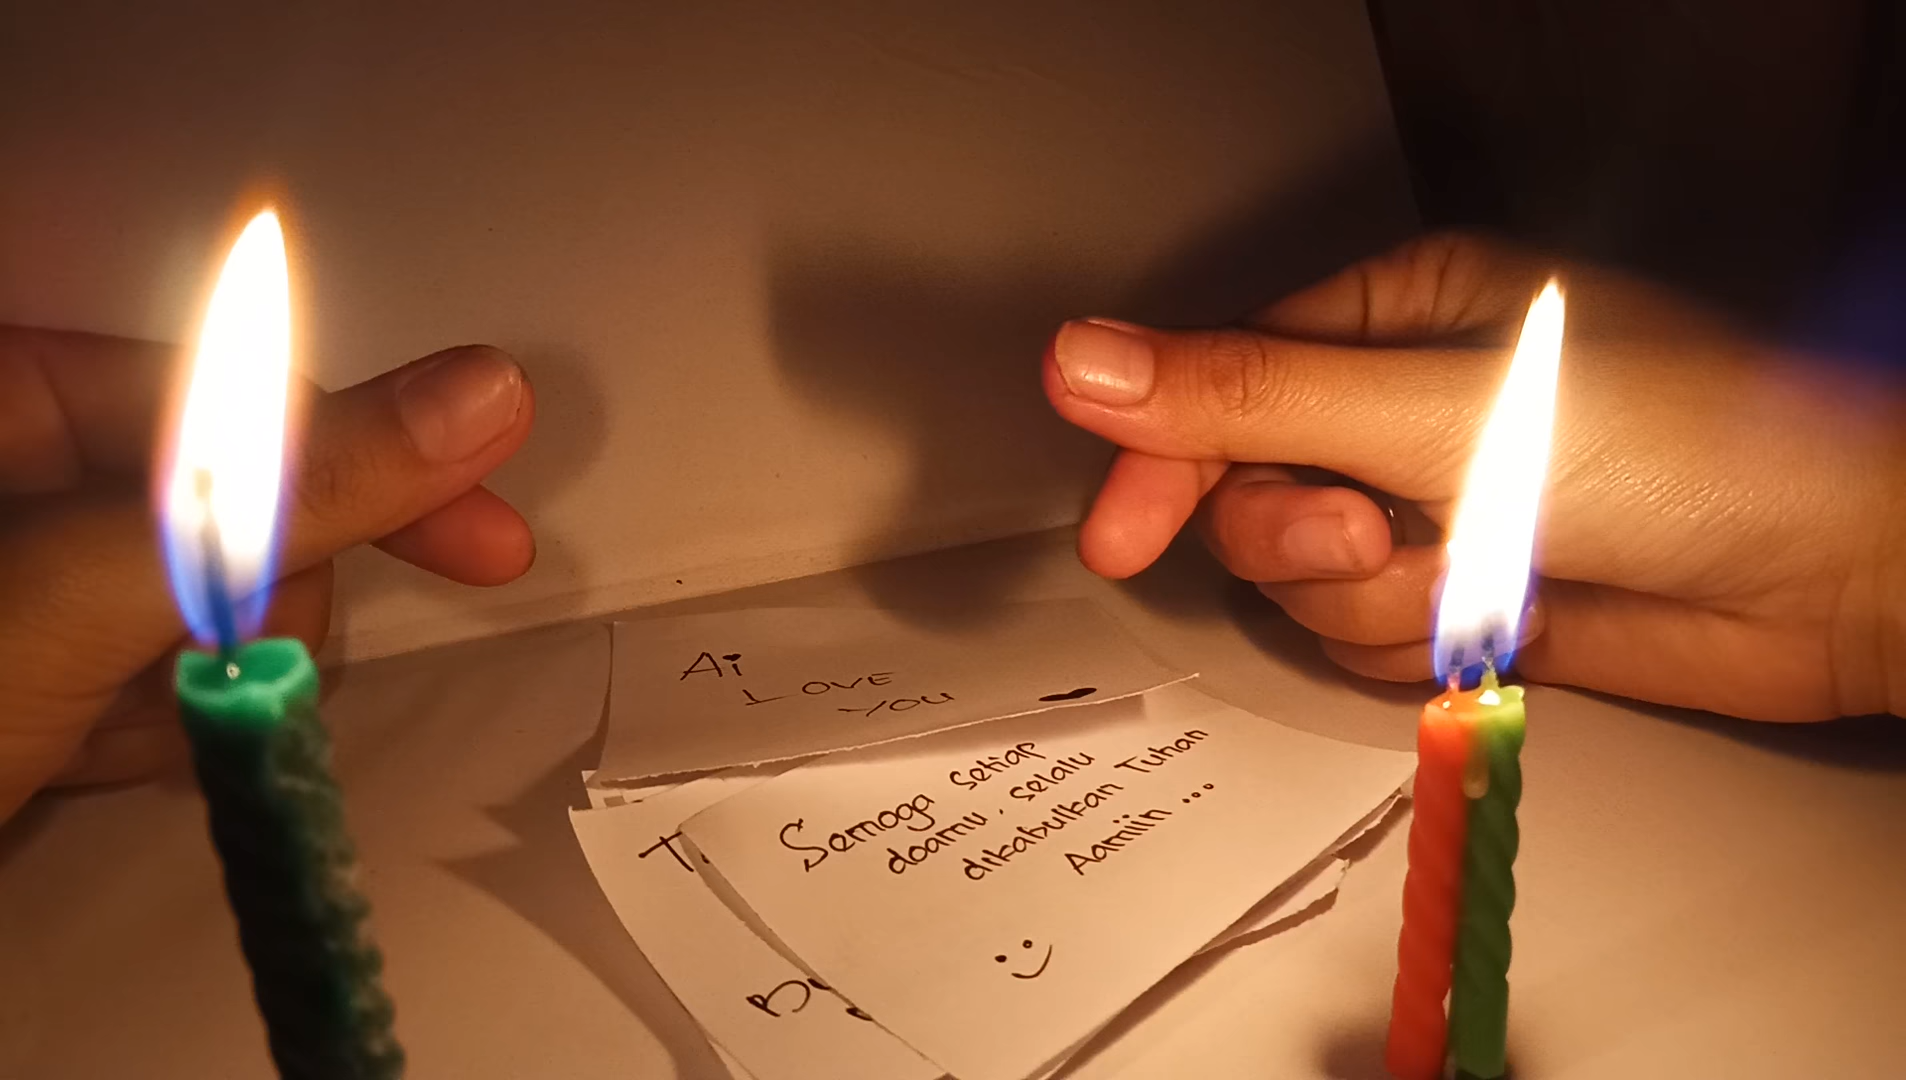 Ai
LOVE
YOU
Semoga setiap
doamu, selalu
dikabulkan Tuhan
Aamiin ...